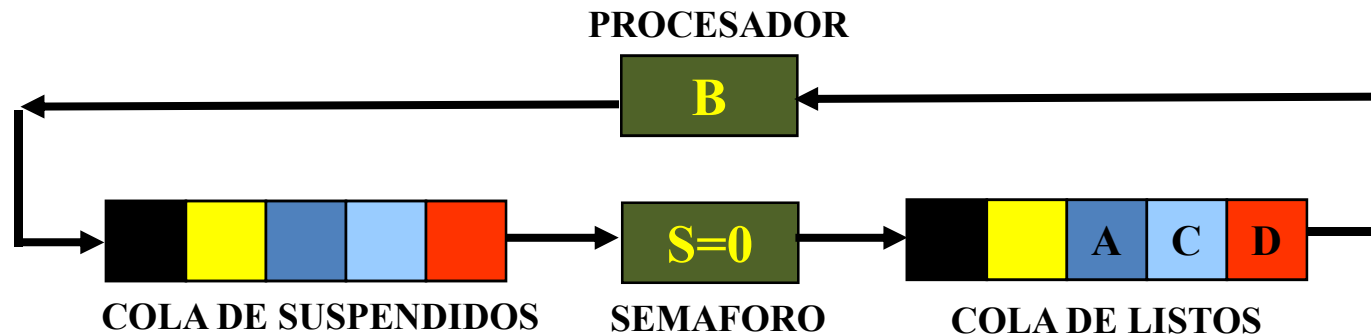 PROCESADOR
B
S=0
A C D
COLA DE SUSPENDIDOS
SEMAFORO
COLA DE LISTOS